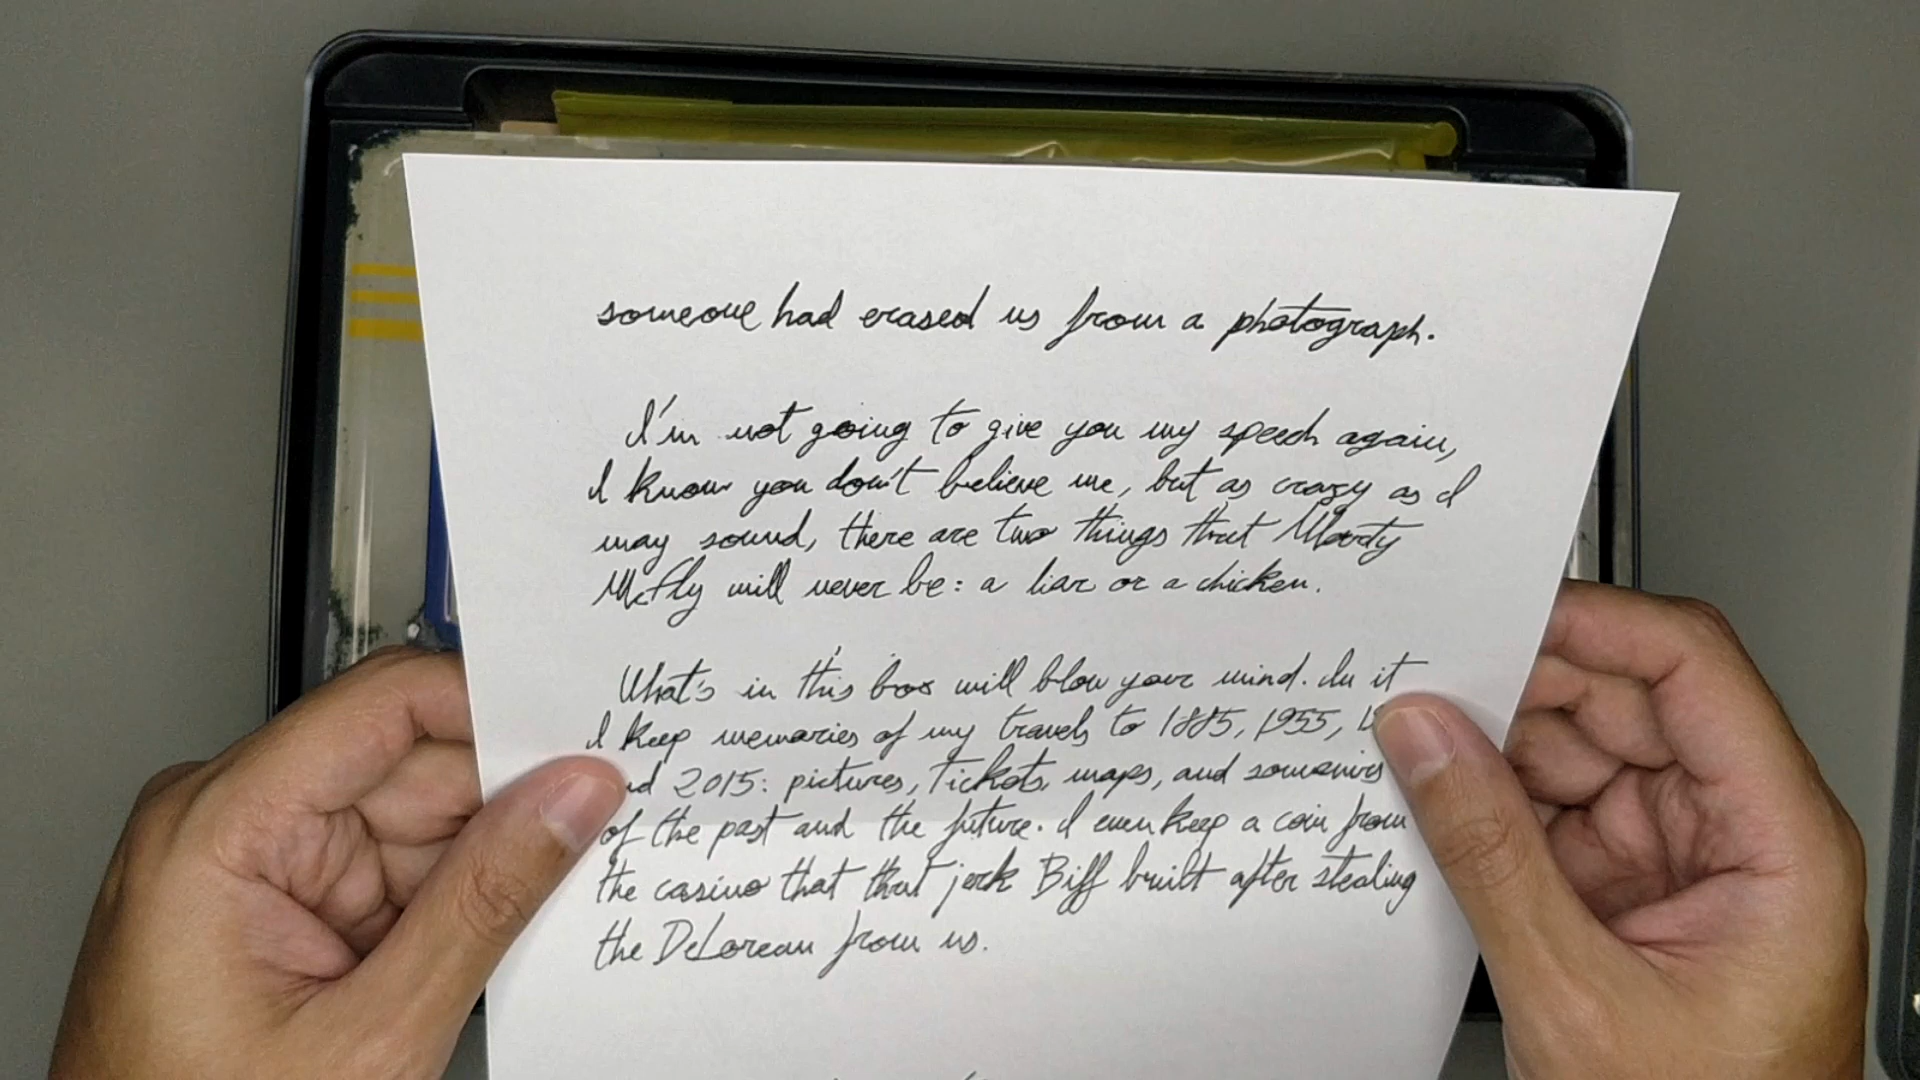 someone had erased us from a photograph.
I'm not going to give you my speech again,
I know you don't believe me, but as crazy as I
may sound, there are two things that Marty
McFly will never be: a liar or a chicken.
What's in this box will blow your mind. In it
I keep memories of my travels to 1885, 1955,
2015: pictures, tickets, maps, and souvenirs
of the past and the future. I even keep a coin from
the casino that that jerk Biff built after stealing
the DeLorean from us.